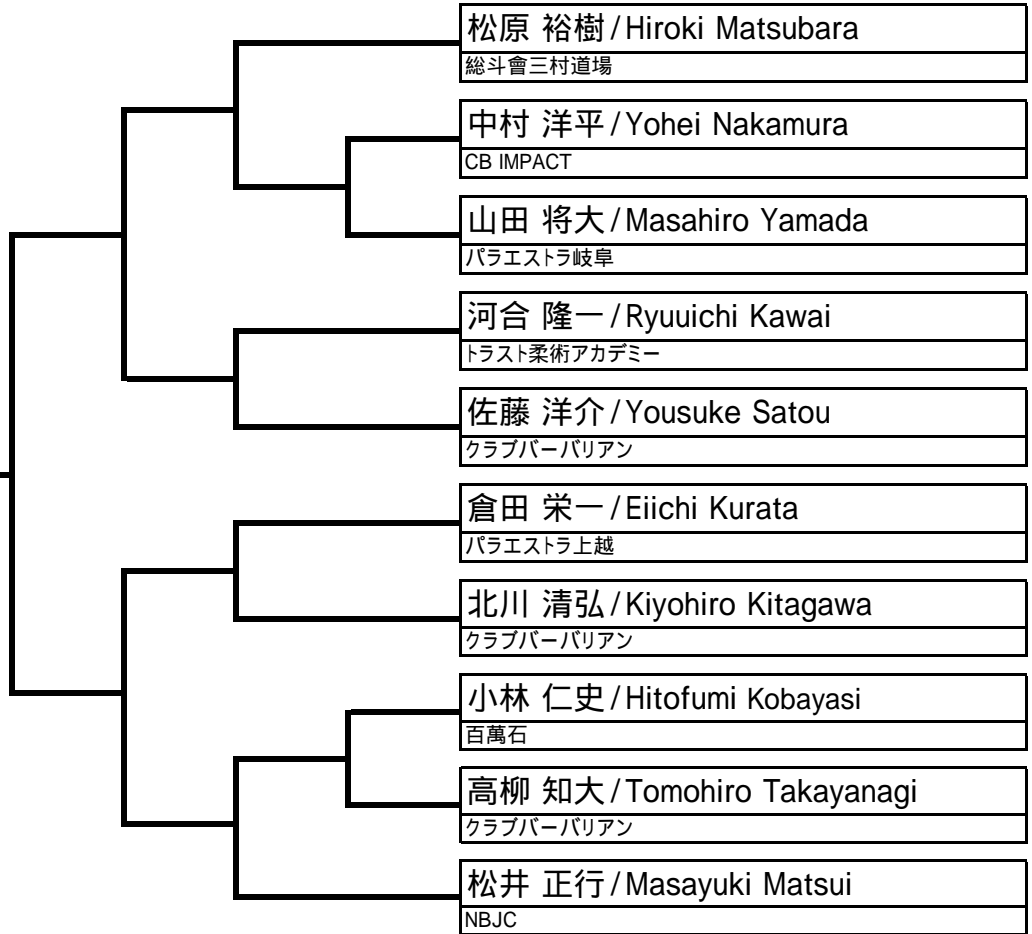 松原 裕樹/Hiroki Matsubara
総斗會三村道場
中村 洋平/Yohei Nakamura
CB IMPACT
山田 将大/Masahiro Yamada
パラエストラ岐阜
河合 隆一/Ryuuichi Kawai
トラスト柔術アカデミー
佐藤 洋介/Yousuke Satou
クラブバーバリアン
倉田 栄一/Eiichi Kurata
パラエストラ上越
北川 清弘/Kiyohiro Kitagawa
クラブバーバリアン
小林 仁史/Hitofumi Kobayasi
百萬石
高柳 知大/Tomohiro Takayanagi
クラブバーバリアン
松井 正行/Masayuki Matsui
NBJC